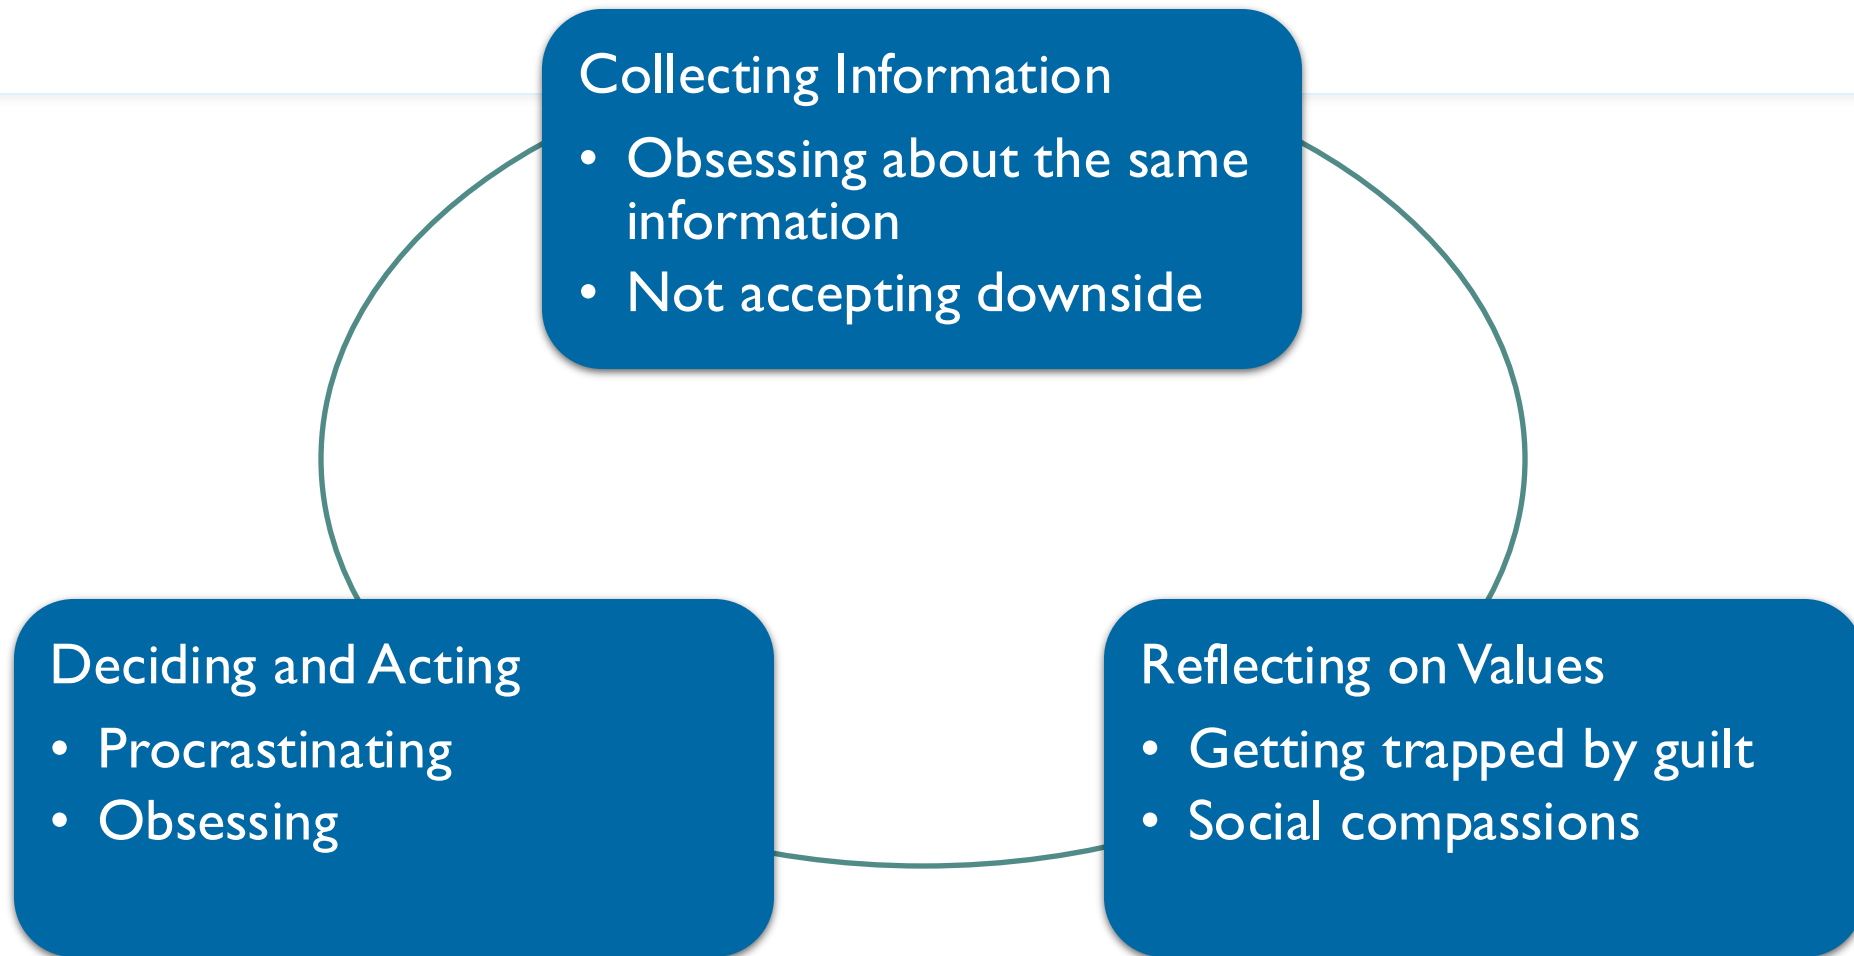 Collecting Information
• Obsessing about the same
information
• Not accepting downside
Deciding and Acting
• Procrastinating
• Obsessing
Reflecting on Values
• Getting trapped by guilt
• Social compassions